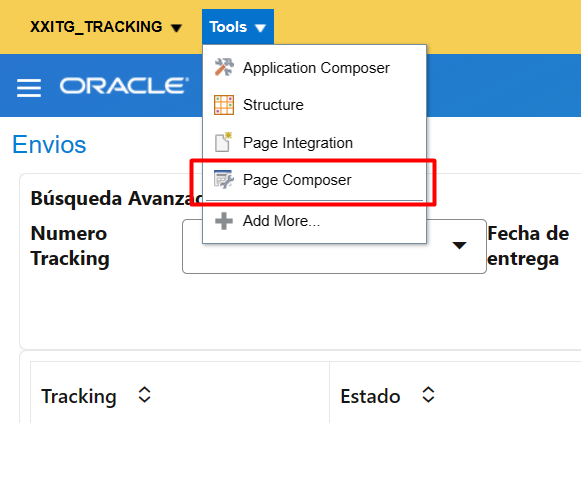 XXITG_TRACKING Tools
Application Composer
ORACLE
Structure
Page Integration
Envios
Page Composer
Búsqueda Avanzad
Add More...
Numero
Tracking
Fecha de
entrega
Tracking Estado